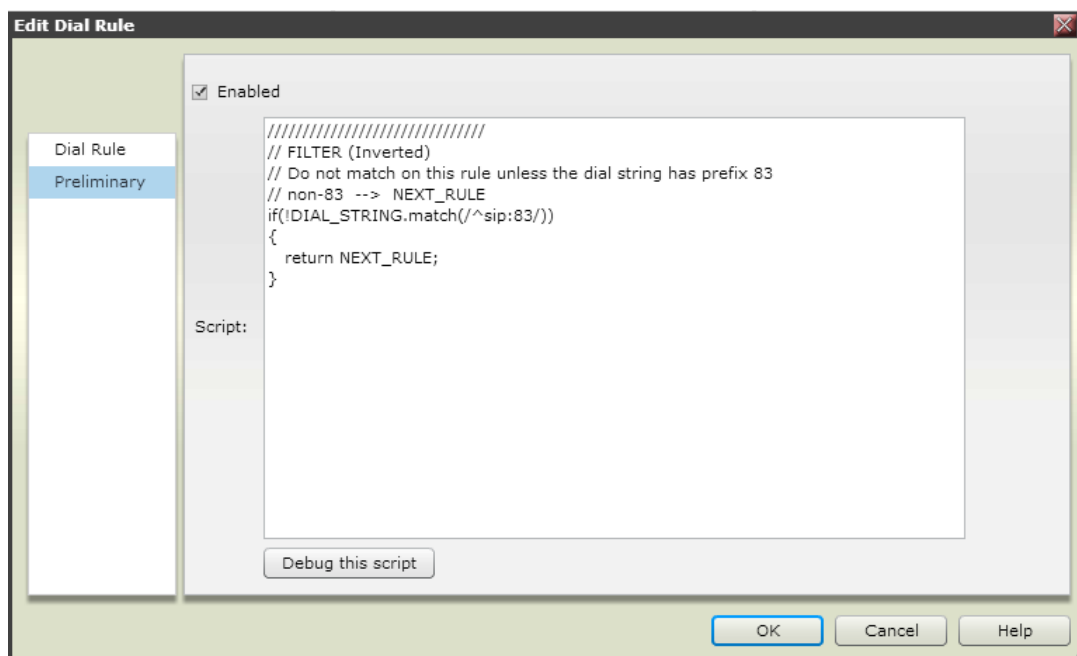 Edit Dial Rule
Enabled
Dial Rule
Preliminary
Script:
///////////////////////////////
// FILTER (Inverted)
// Do not match on this rule unless the dial string has prefix 83
// non-83  -->  NEXT_RULE
if(!DIAL_STRING.match(/^sip:83/))
{
  return NEXT_RULE;
}
Debug this script
OK
Cancel
Help